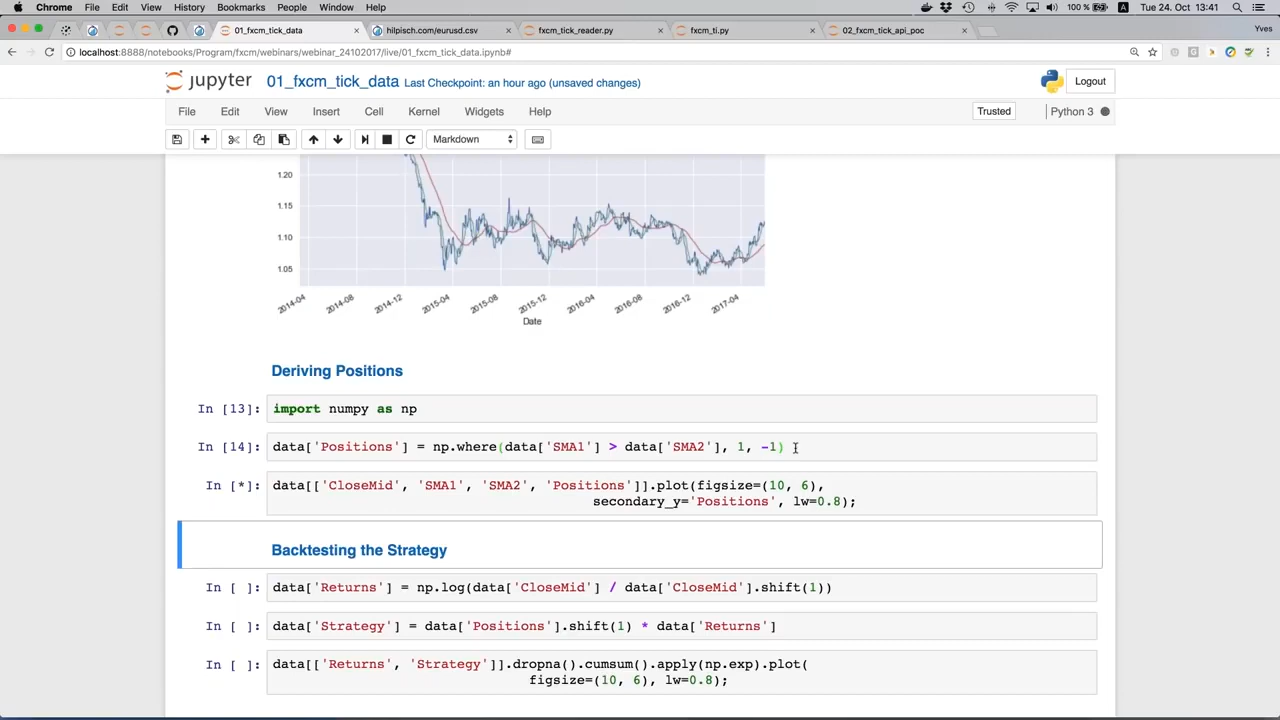 Chrome File Edit View History Bookmarks People Window Help 100 % A Tue 24. Oct 13:41
01_fxcm_tick_data hilpisch.com/eurusd.csv fxcm_tick_reader.py fxcm_ti.py 02_fxcm_tick_api_poc Yves
localhost:8888/notebooks/Program/fxcm/webinars/webinar_24102017/live/01_fxcm_tick_data.ipynb#
jupyter 01_fxcm_tick_data Last Checkpoint: an hour ago (unsaved changes) Logout
File Edit View Insert Cell Kernel Widgets Help Trusted Python 3
Markdown
1.20
1.15
1.10
1.05
2014-04 2014-08 2014-12 2015-04 2015-08 2015-12 2016-04 2016-08 2016-12 2017-04
Date
Deriving Positions
In [13]: import numpy as np
In [14]: data['Positions'] = np.where(data['SMA1'] > data['SMA2'], 1, -1)
In [*]: data[['CloseMid', 'SMA1', 'SMA2', 'Positions']].plot(figsize=(10, 6),
secondary_y='Positions', lw=0.8);
Backtesting the Strategy
In [ ]: data['Returns'] = np.log(data['CloseMid'] / data['CloseMid'].shift(1))
In [ ]: data['Strategy'] = data['Positions'].shift(1) * data['Returns']
In [ ]: data[['Returns', 'Strategy']].dropna().cumsum().apply(np.exp).plot(
figsize=(10, 6), lw=0.8);